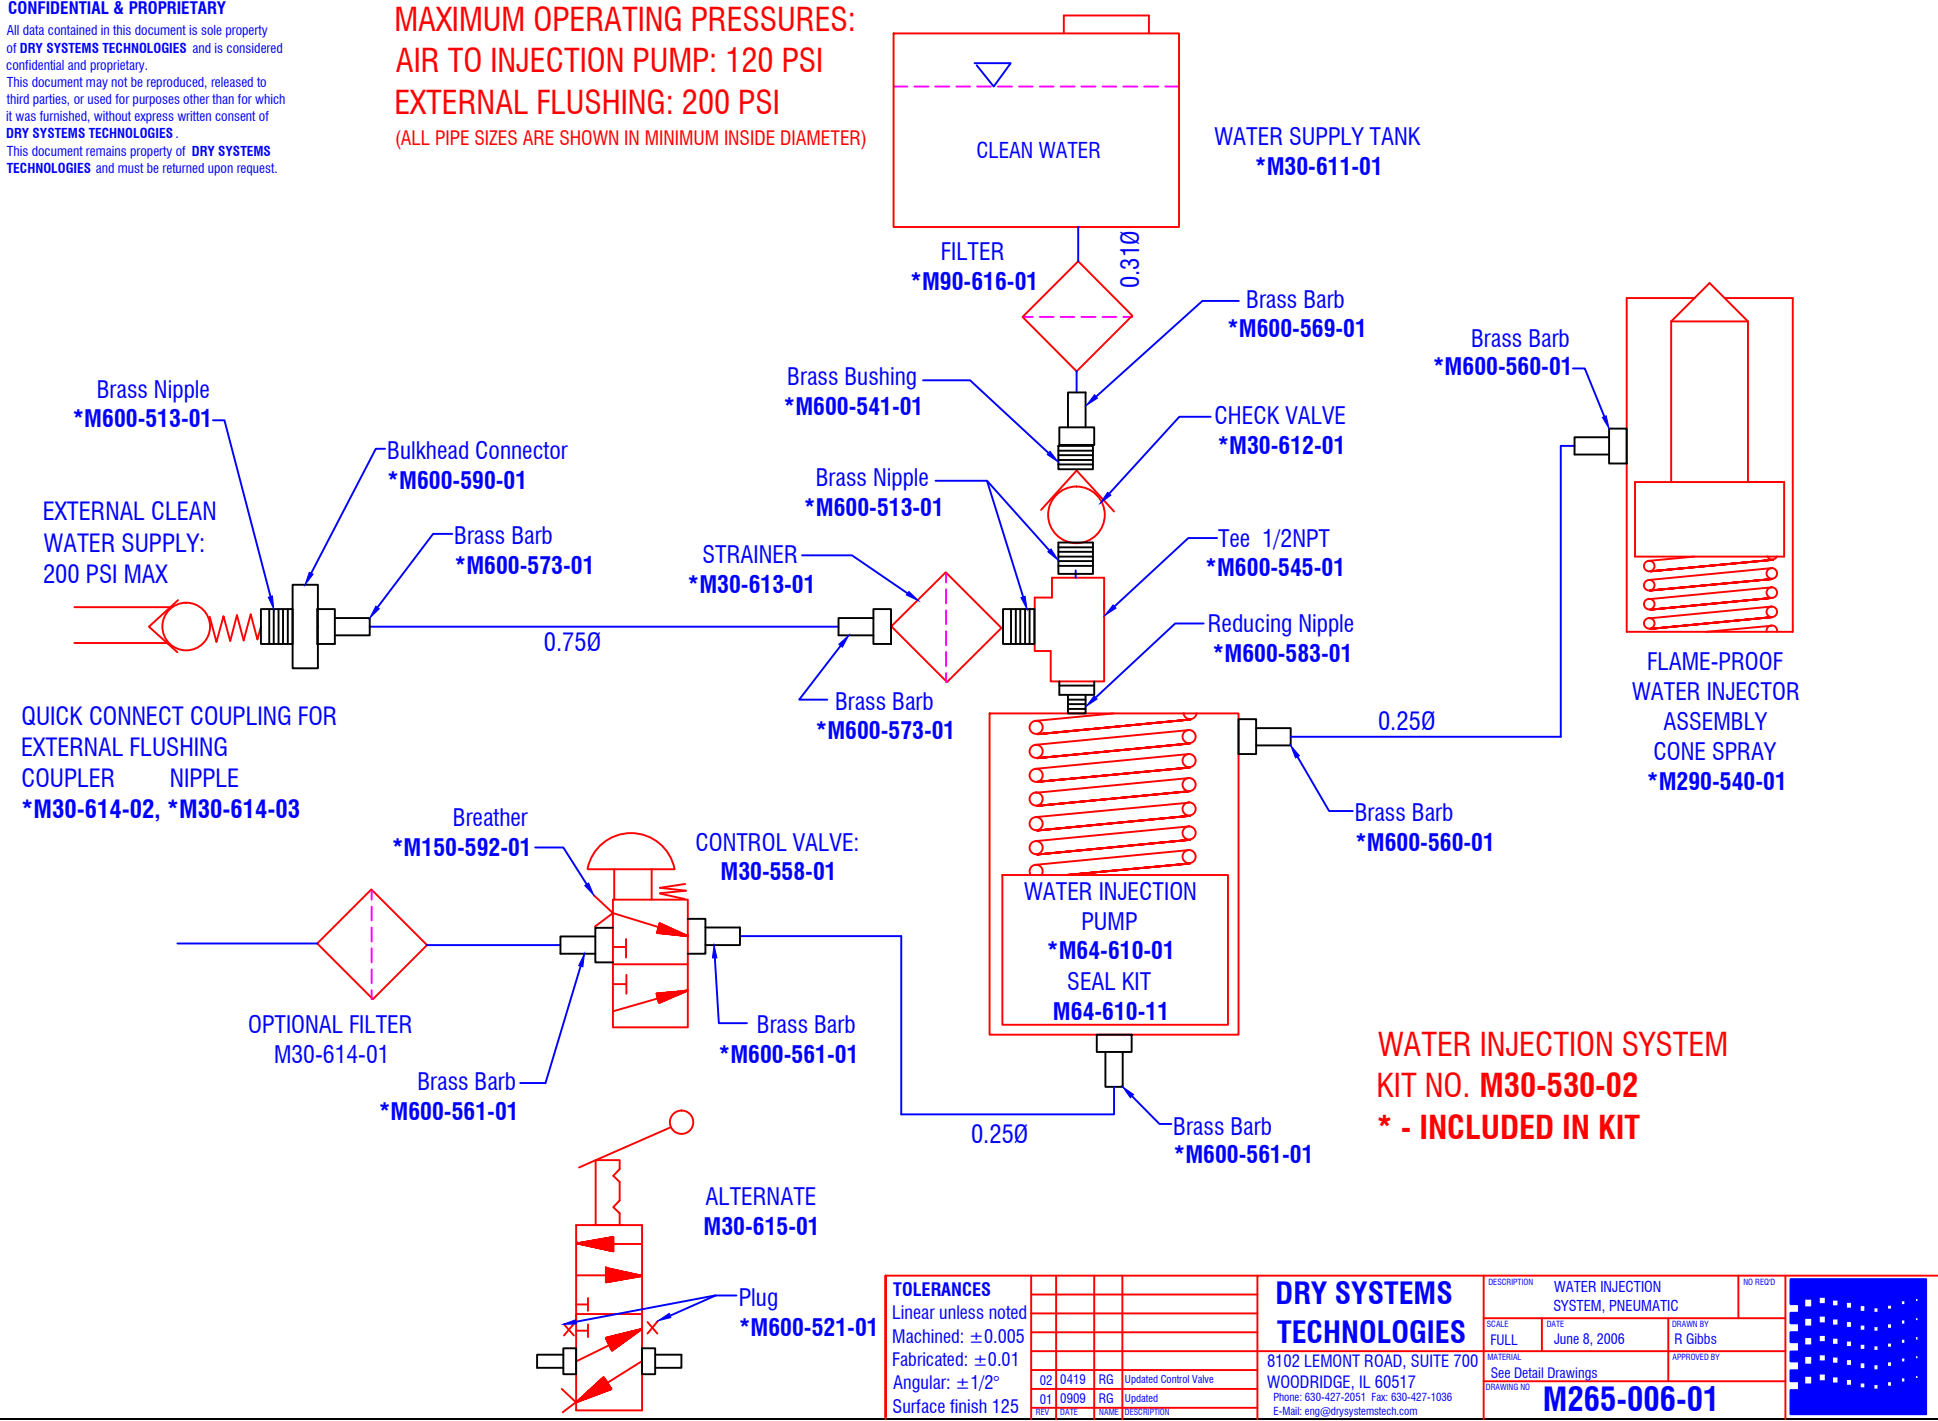 CONFIDENTIAL & PROPRIETARY
All data contained in this document is sole property
of DRY SYSTEMS TECHNOLOGIES and is considered
confidential and proprietary.
This document may not be reproduced, released to
third parties, or used for purposes other than for which
it was furnished, without express written consent of
DRY SYSTEMS TECHNOLOGIES .
This document remains property of DRY SYSTEMS
TECHNOLOGIES and must be returned upon request.
MAXIMUM OPERATING PRESSURES:
AIR TO INJECTION PUMP: 120 PSI
EXTERNAL FLUSHING: 200 PSI
(ALL PIPE SIZES ARE SHOWN IN MINIMUM INSIDE DIAMETER)
CLEAN WATER
WATER SUPPLY TANK
*M30-611-01
FILTER
*M90-616-01
0.31Ø
Brass Barb
*M600-569-01
Brass Bushing
*M600-541-01
CHECK VALVE
*M30-612-01
Brass Nipple
*M600-513-01
Brass Barb
*M600-560-01
Brass Nipple
*M600-513-01
Bulkhead Connector
*M600-590-01
EXTERNAL CLEAN
WATER SUPPLY:
200 PSI MAX
Brass Barb
*M600-573-01
STRAINER
*M30-613-01
Tee 1/2NPT
*M600-545-01
0.75Ø
Reducing Nipple
*M600-583-01
Brass Barb
*M600-573-01
FLAME-PROOF
WATER INJECTOR
ASSEMBLY
CONE SPRAY
*M290-540-01
0.25Ø
QUICK CONNECT COUPLING FOR
EXTERNAL FLUSHING
COUPLER NIPPLE
*M30-614-02, *M30-614-03
Breather
*M150-592-01
CONTROL VALVE:
M30-558-01
Brass Barb
*M600-560-01
WATER INJECTION
PUMP
*M64-610-01
SEAL KIT
M64-610-11
OPTIONAL FILTER
M30-614-01
Brass Barb
*M600-561-01
Brass Barb
*M600-561-01
0.25Ø
Brass Barb
*M600-561-01
WATER INJECTION SYSTEM
KIT NO. M30-530-02
* - INCLUDED IN KIT
ALTERNATE
M30-615-01
Plug
*M600-521-01
TOLERANCES
Linear unless noted
Machined: ±0.005
Fabricated: ±0.01
Angular: ±1/2°
Surface finish 125
02 0419 RG Updated Control Valve
01 0909 RG Updated
REV DATE NAME DESCRIPTION
DRY SYSTEMS
TECHNOLOGIES
8102 LEMONT ROAD, SUITE 700
WOODRIDGE, IL 60517
Phone: 630-427-2051 Fax: 630-427-1036
E-Mail: eng@drysystemstech.com
DESCRIPTION WATER INJECTION
SYSTEM, PNEUMATIC
NO REQ'D
SCALE FULL
DATE June 8, 2006
DRAWN BY R Gibbs
MATERIAL See Detail Drawings
APPROVED BY
DRAWING NO M265-006-01